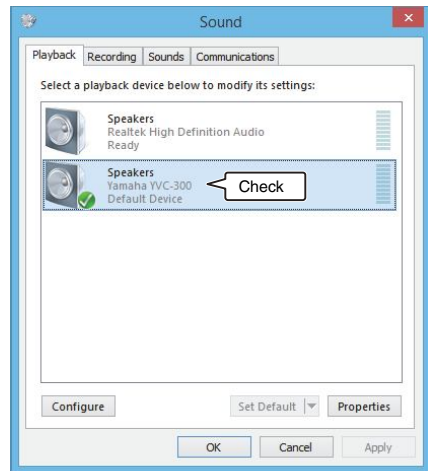 Sound
Playback Recording Sounds Communications
Select a playback device below to modify its settings:
Speakers
Realtek High Definition Audio
Ready
Speakers
Yamaha YVC-300
Default Device
Check
Configure Set Default Properties
OK Cancel Apply